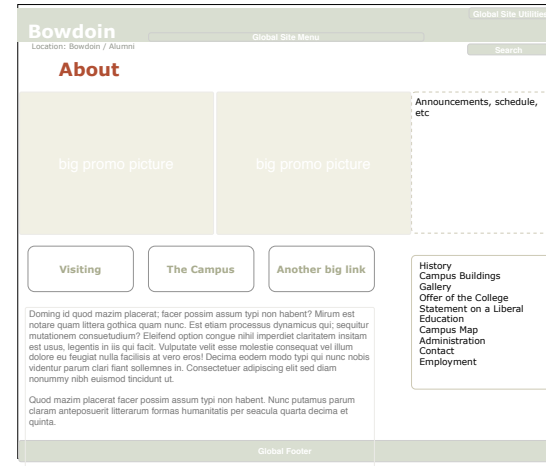 Global Site Utilities
Bowdoin
Global Site Menu
Location: Bowdoin / Alumni
Search
About
Announcements, schedule,
etc
big promo picture
big promo picture
Visiting
The Campus
Another big link
History
Campus Buildings
Gallery
Offer of the College
Statement on a Liberal
Education
Campus Map
Administration
Contact
Employment
Doming id quod mazim placerat; facer possim assum typi non habent? Mirum est
notare quam littera gothica quam nunc. Est etiam processus dynamicus qui; sequitur
mutationem consuetudium? Eleifend option congue nihil imperdiet claritatem insitam
est usus, legentis in iis qui facit. Vulputate velit esse molestie consequat vel illum
dolore eu feugiat nulla facilisis at vero eros! Decima eodem modo typi qui nunc nobis
videntur parum clari fiant sollemnes in. Consectetuer adipiscing elit sed diam
nonummy nibh euismod tincidunt ut.
Quod mazim placerat facer possim assum typi non habent. Nunc putamus parum
claram anteposuerit litterarum formas humanitatis per seacula quarta decima et
quinta.
Global Footer